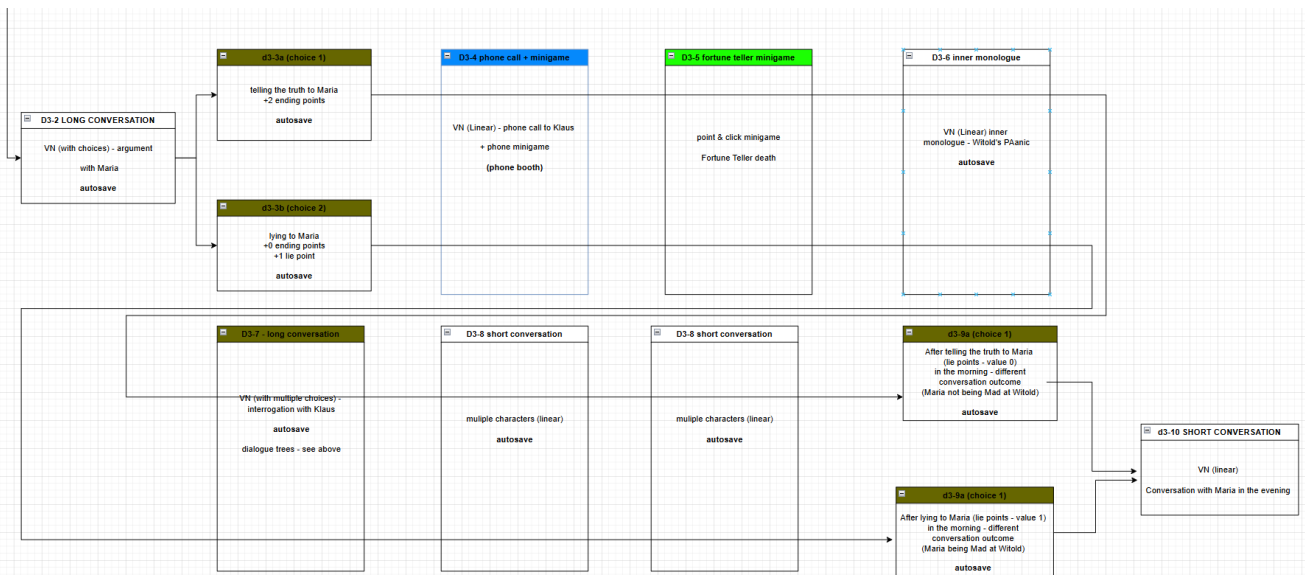 D3-2 LONG CONVERSATION
VN (with choices) - argument
with Maria
autosave
d3-3a (choice 1)
telling the truth to Maria
+2 ending points
autosave
d3-3b (choice 2)
lying to Maria
+0 ending points
+1 lie point
autosave
D3-4 phone call + minigame
VN (Linear) - phone call to Klaus
+ phone minigame
(phone booth)
D3-5 fortune teller minigame
point & click minigame
Fortune Teller death
D3-6 inner monologue
VN (Linear) inner
monologue - Witold's PAanic
autosave
D3-7 - long conversation
VN (with multiple choices) -
interrogation with Klaus
autosave
dialogue trees - see above
D3-8 short conversation
muliple characters (linear)
autosave
D3-8 short conversation
muliple characters (linear)
autosave
d3-9a (choice 1)
After telling the truth to Maria
(lie points - value 0)
in the morning - different
conversation outcome
(Maria not being Mad at Witold)
autosave
d3-9a (choice 1)
After lying to Maria (lie points - value 1)
in the morning - different
conversation outcome
(Maria being Mad at Witold)
autosave
d3-10 SHORT CONVERSATION
VN (linear)
Conversation with Maria in the evening